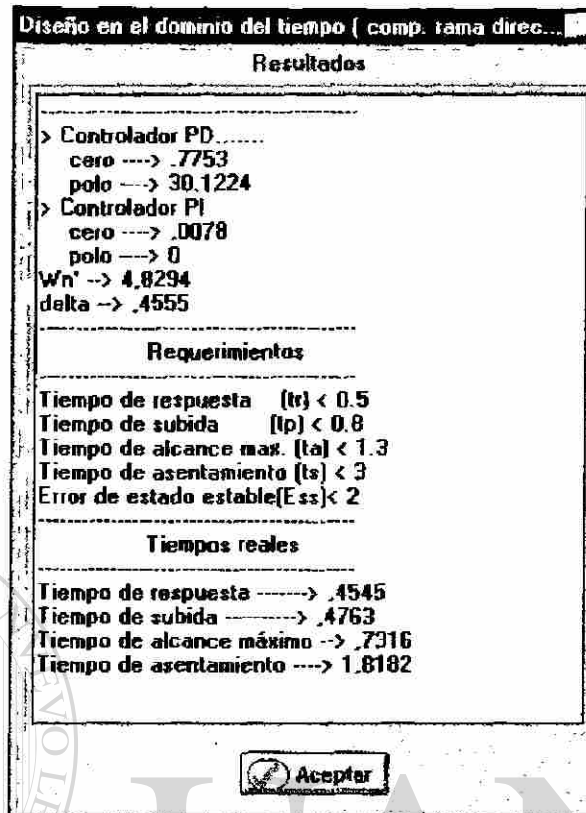 Diseño en el dominio del tiempo ( comp. rama direc...
Resultados
--------------------------------
> Controlador PD.......
cero ----> .7753
polo ----> 30.1224
> Controlador PI
cero ----> .0078
polo ----> 0
Wn' --> 4.8294
delta --> .4555
--------------------------------
Requerimientos
--------------------------------
Tiempo de respuesta (tr) < 0.5
Tiempo de subida (tp) < 0.8
Tiempo de alcance max. (ta) < 1.3
Tiempo de asentamiento (ts) < 3
Error de estado estable(Ess)< 2
--------------------------------
Tiempos reales
--------------------------------
Tiempo de respuesta -------> .4545
Tiempo de subida ----------> .4763
Tiempo de alcance máximo --> .7316
Tiempo de asentamiento ----> 1.8182
Aceptar